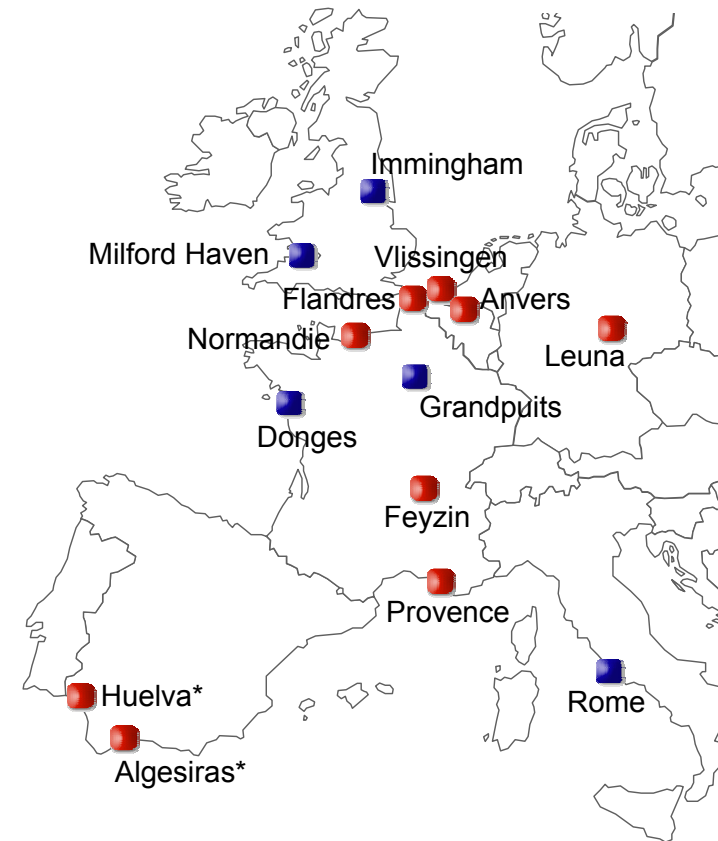 Immingham
Milford Haven
Vlissingen
Flandres
Anvers
Normandie
Leuna
Grandpuits
Donges
Feyzin
Provence
Huelva*
Rome
Algesiras*